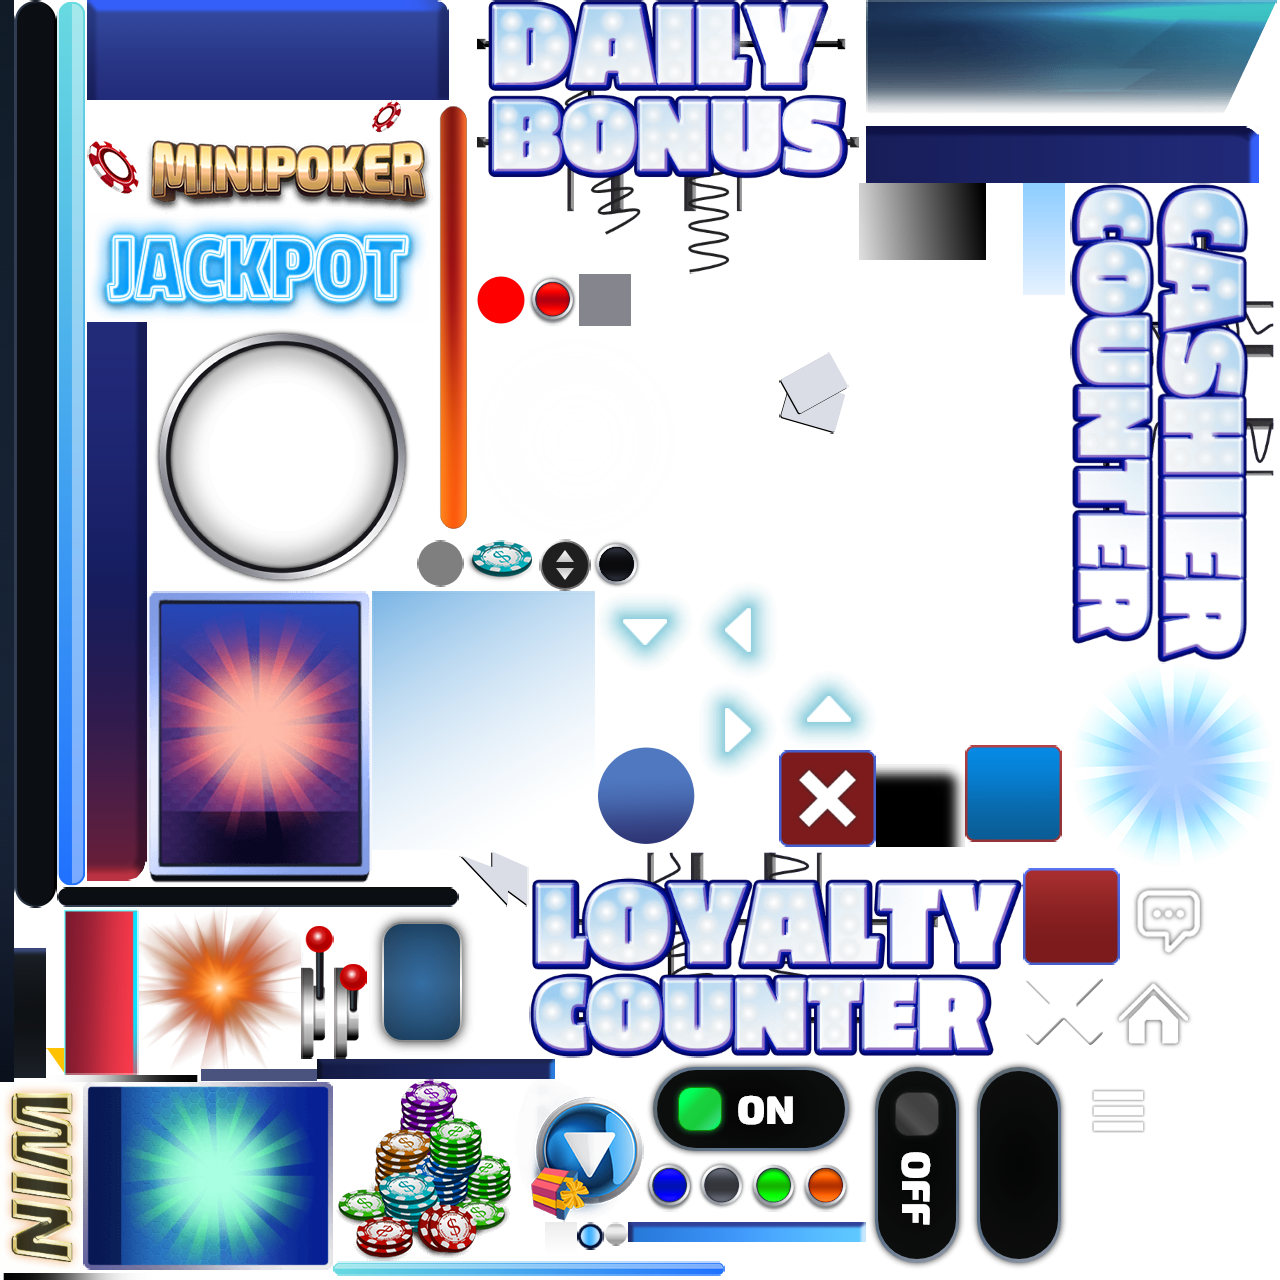 DAILY
BONUS
MINIPOKER
JACKPOT
CASHIER
COUNTER
LOYALTY
COUNTER
ON
OFF
WIN